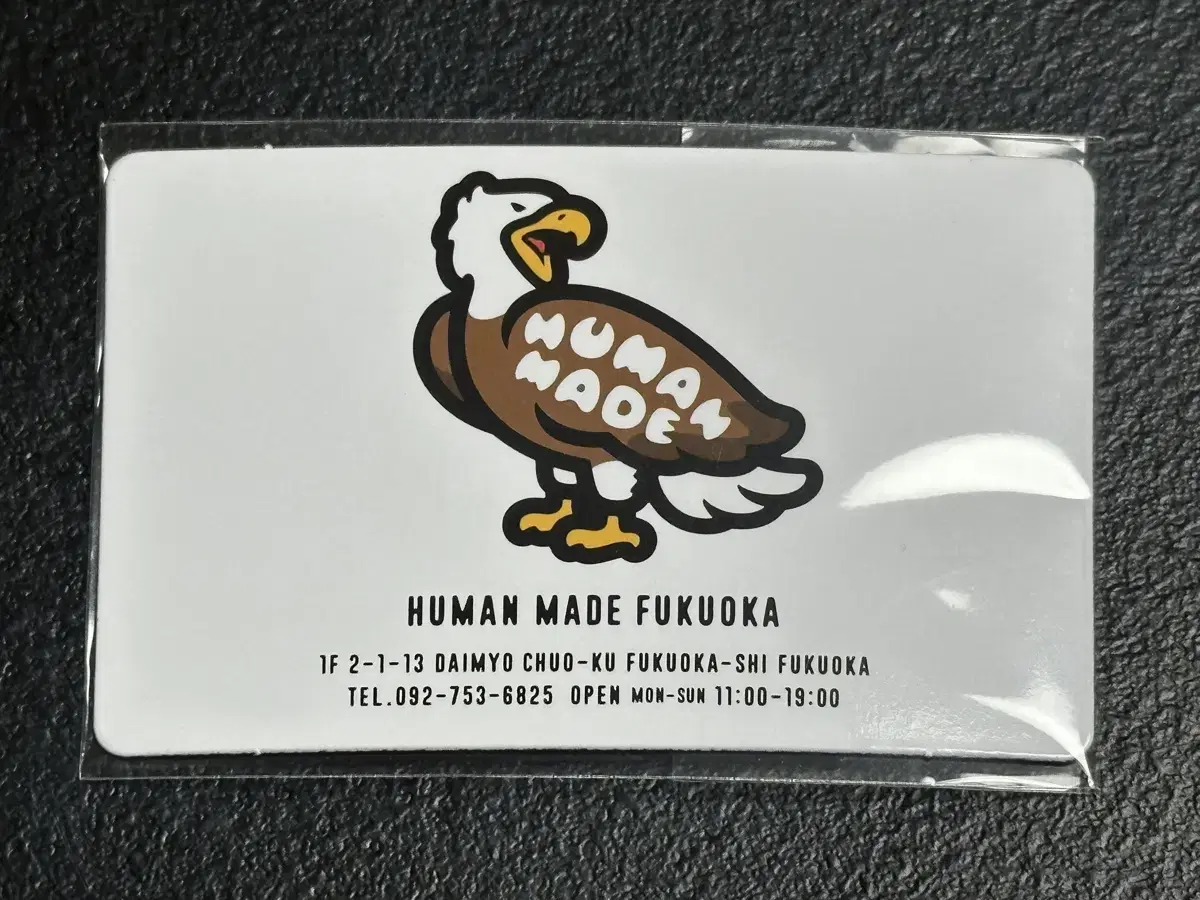 HUMAN
MADE
HUMAN MADE FUKUOKA
1F 2-1-13 DAIMYO CHUO-KU FUKUOKA-SHI FUKUOKA
TEL.092-753-6825 OPEN MON-SUN 11:00-19:00